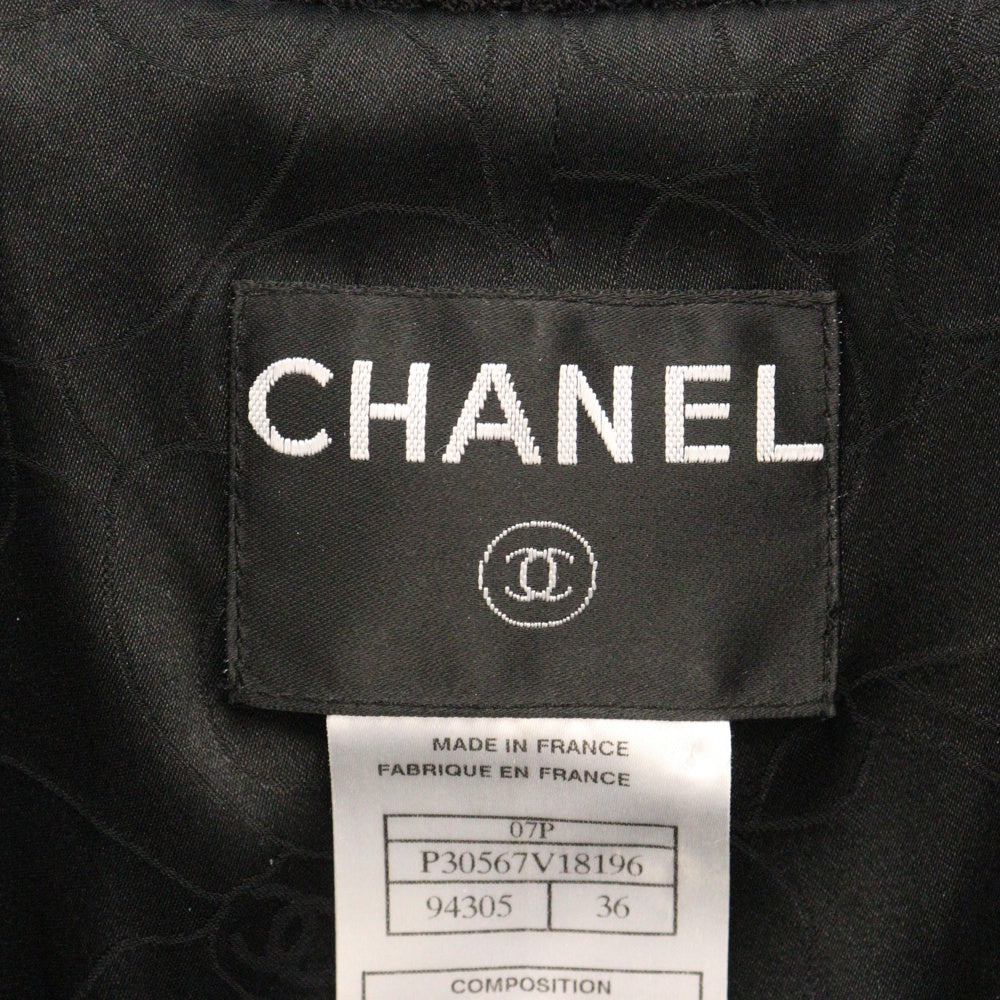 CHANEL
MADE IN FRANCE
FABRIQUE EN FRANCE
07P
P30567V18196
94305 36
COMPOSITION